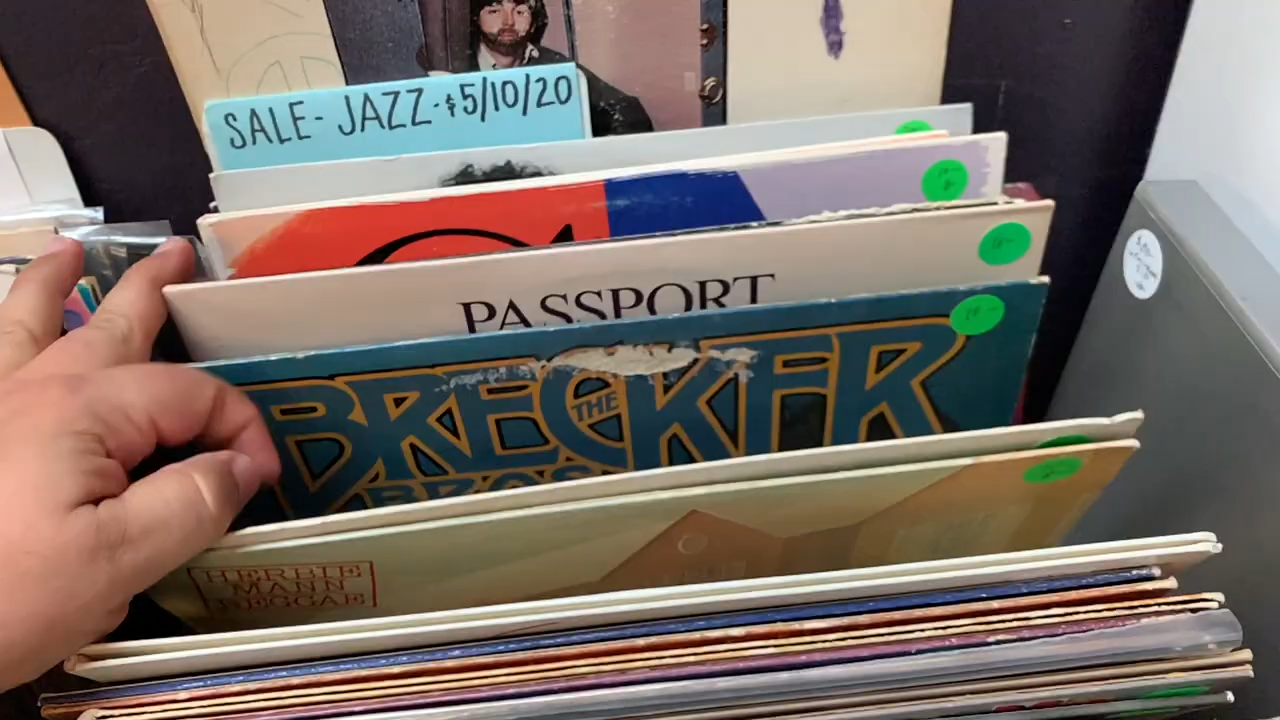 SALE - JAZZ - $5/10/20
PASSPORT
THE
BRECKER
BROS
HERBIE
MANN
REGGAE